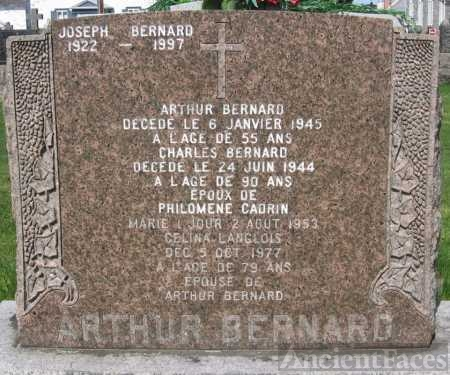 JOSEPH BERNARD
1922 – 1997
ARTHUR BERNARD
DECEDE LE 6 JANVIER 1945
A L'AGE DE 55 ANS
CHARLES BERNARD
DECEDE LE 24 JUIN 1944
A L'AGE DE 90 ANS
EPOUX DE
PHILOMENE CADRIN
MARIE 1 JOUR 2 AOUT 1953
CELINA LANGLOIS
DEC 5 OCT 1977
A L'AGE DE 79 ANS
EPOUSE DE
ARTHUR BERNARD
ARTHUR BERNARD
AncientFaces